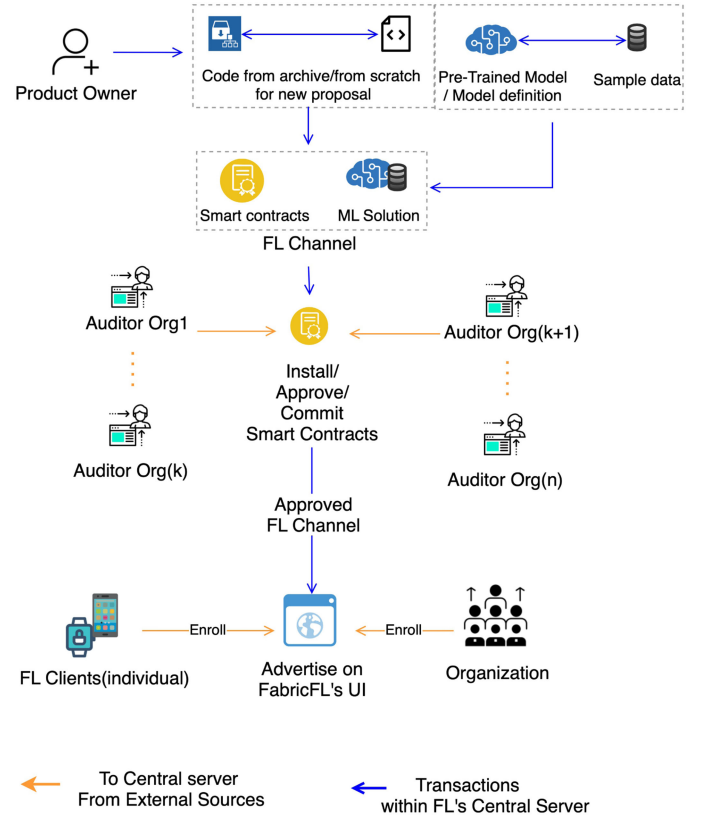 Product Owner
Code from archive/from scratch
for new proposal
Pre-Trained Model
/ Model definition
Sample data
Smart contracts
ML Solution
FL Channel
Auditor Org1
Auditor Org(k+1)
Install/
Approve/
Commit
Smart Contracts
Auditor Org(k)
Auditor Org(n)
Approved
FL Channel
Enroll
Enroll
FL Clients(individual)
Advertise on
FabricFL's UI
Organization
To Central server
From External Sources
Transactions
within FL's Central Server